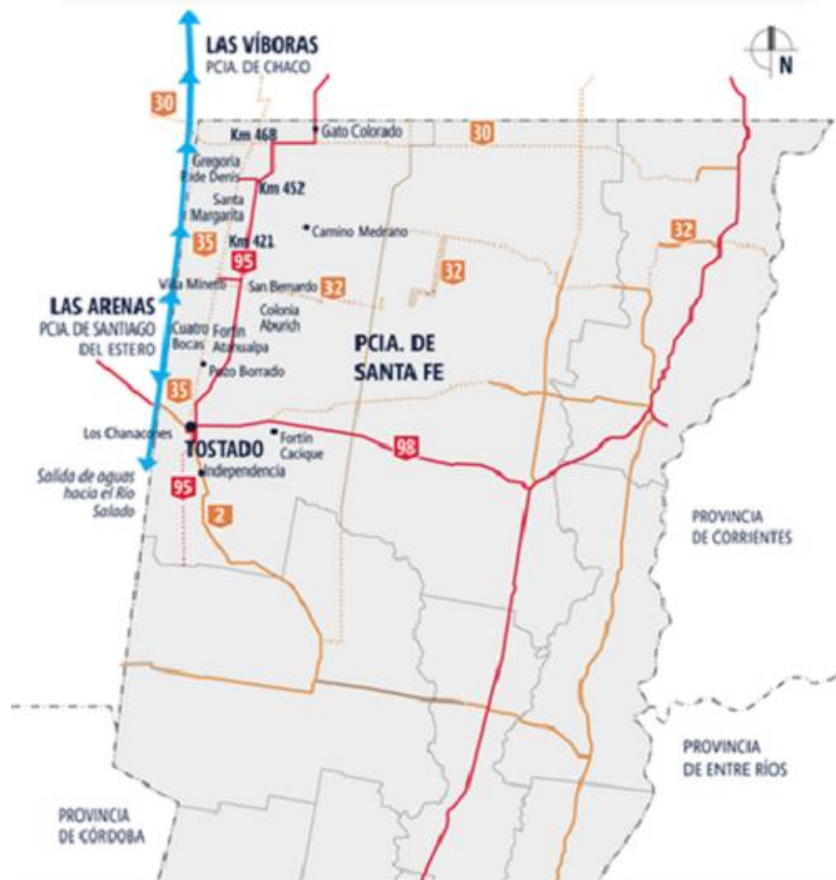 LAS VÍBORAS
PCIA. DE CHACO
N
30
Km 468
Gato Colorado
30
Gregoria
P.de Denis
Km 452
Santa
Margarita
Camino Medrano
35
Km 421
95
32
Villa Minetti
San Bernardo
32
32
LAS ARENAS
PCIA. DE SANTIAGO
DEL ESTERO
Cuatro
Bocas
Fortín
Atahualpa
Colonia
Aburich
PCIA. DE
SANTA FE
Pozo Borrado
35
Los Chanacones
TOSTADO
Fortín
Cacique
98
Independencia
Salida de aguas
hacia el Río
Salado
95
2
PROVINCIA
DE CORRIENTES
PROVINCIA
DE ENTRE RÍOS
PROVINCIA
DE CÓRDOBA